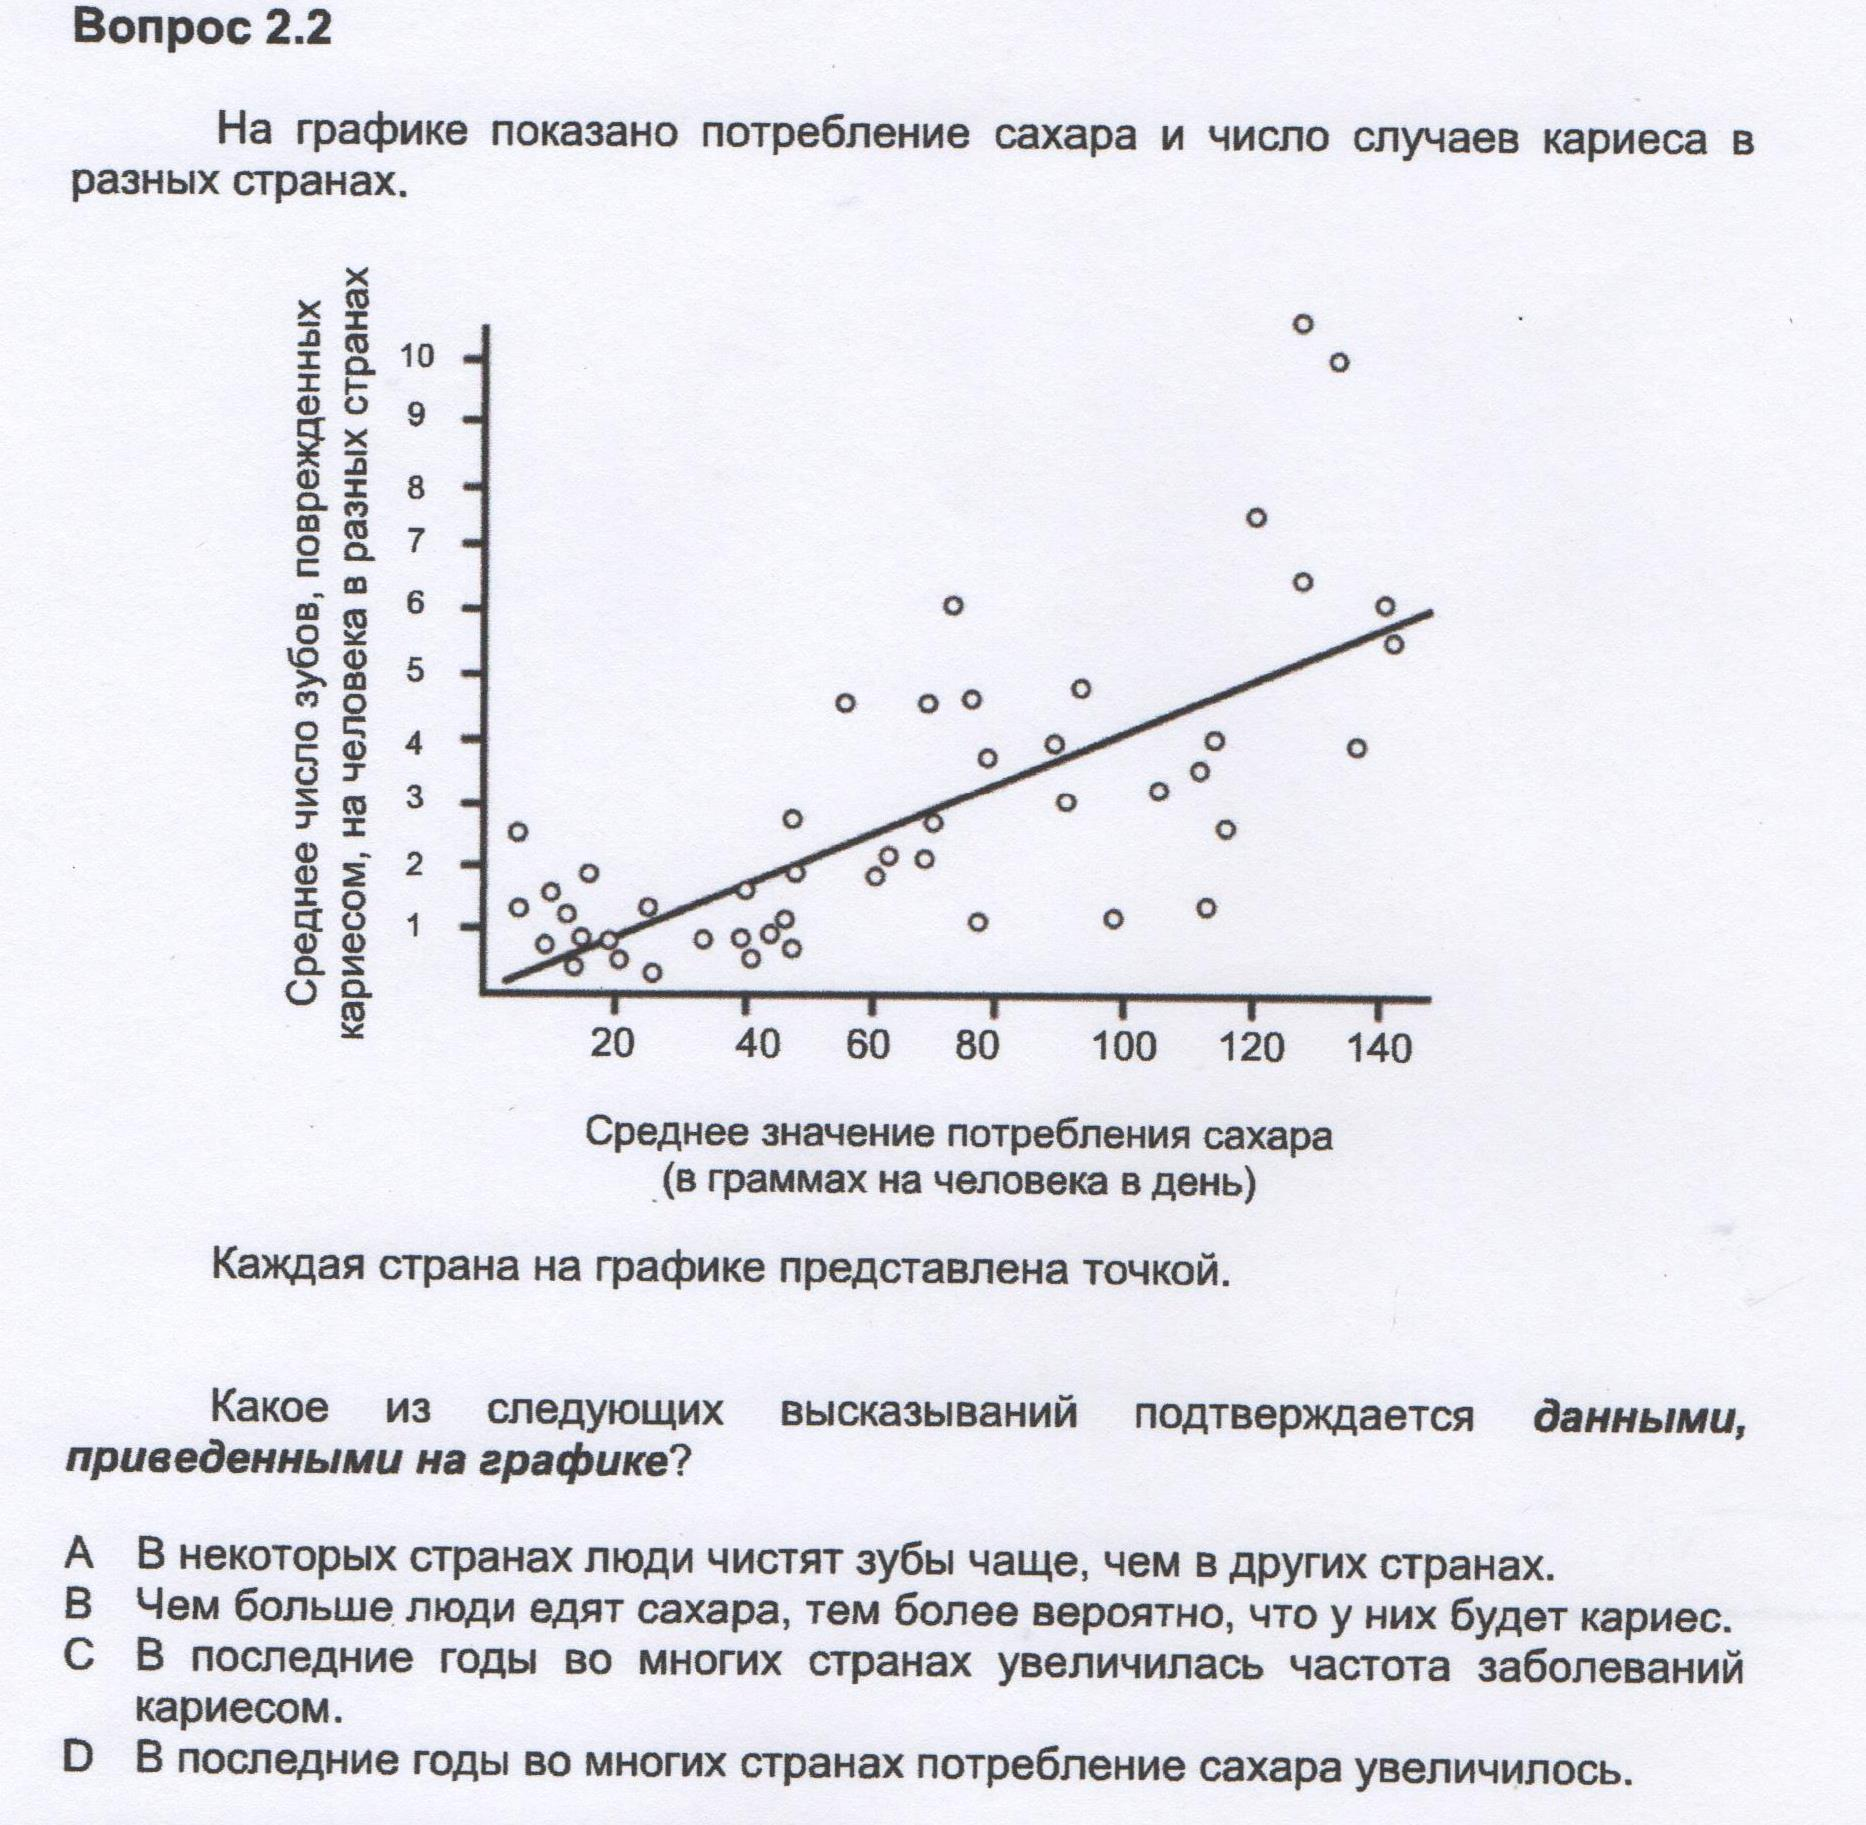 Вопрос 2.2
На графике показано потребление сахара и число случаев кариеса в
разных странах.
Среднее число зубов, поврежденных
кариесом, на человека в разных странах
10
9
8
7
6
5
4
3
2
1
20 40 60 80 100 120 140
Среднее значение потребления сахара
(в граммах на человека в день)
Каждая страна на графике представлена точкой.
Какое из следующих высказываний подтверждается данными,
приведенными на графике?
A В некоторых странах люди чистят зубы чаще, чем в других странах.
B Чем больше люди едят сахара, тем более вероятно, что у них будет кариес.
C В последние годы во многих странах увеличилась частота заболеваний
кариесом.
D В последние годы во многих странах потребление сахара увеличилось.